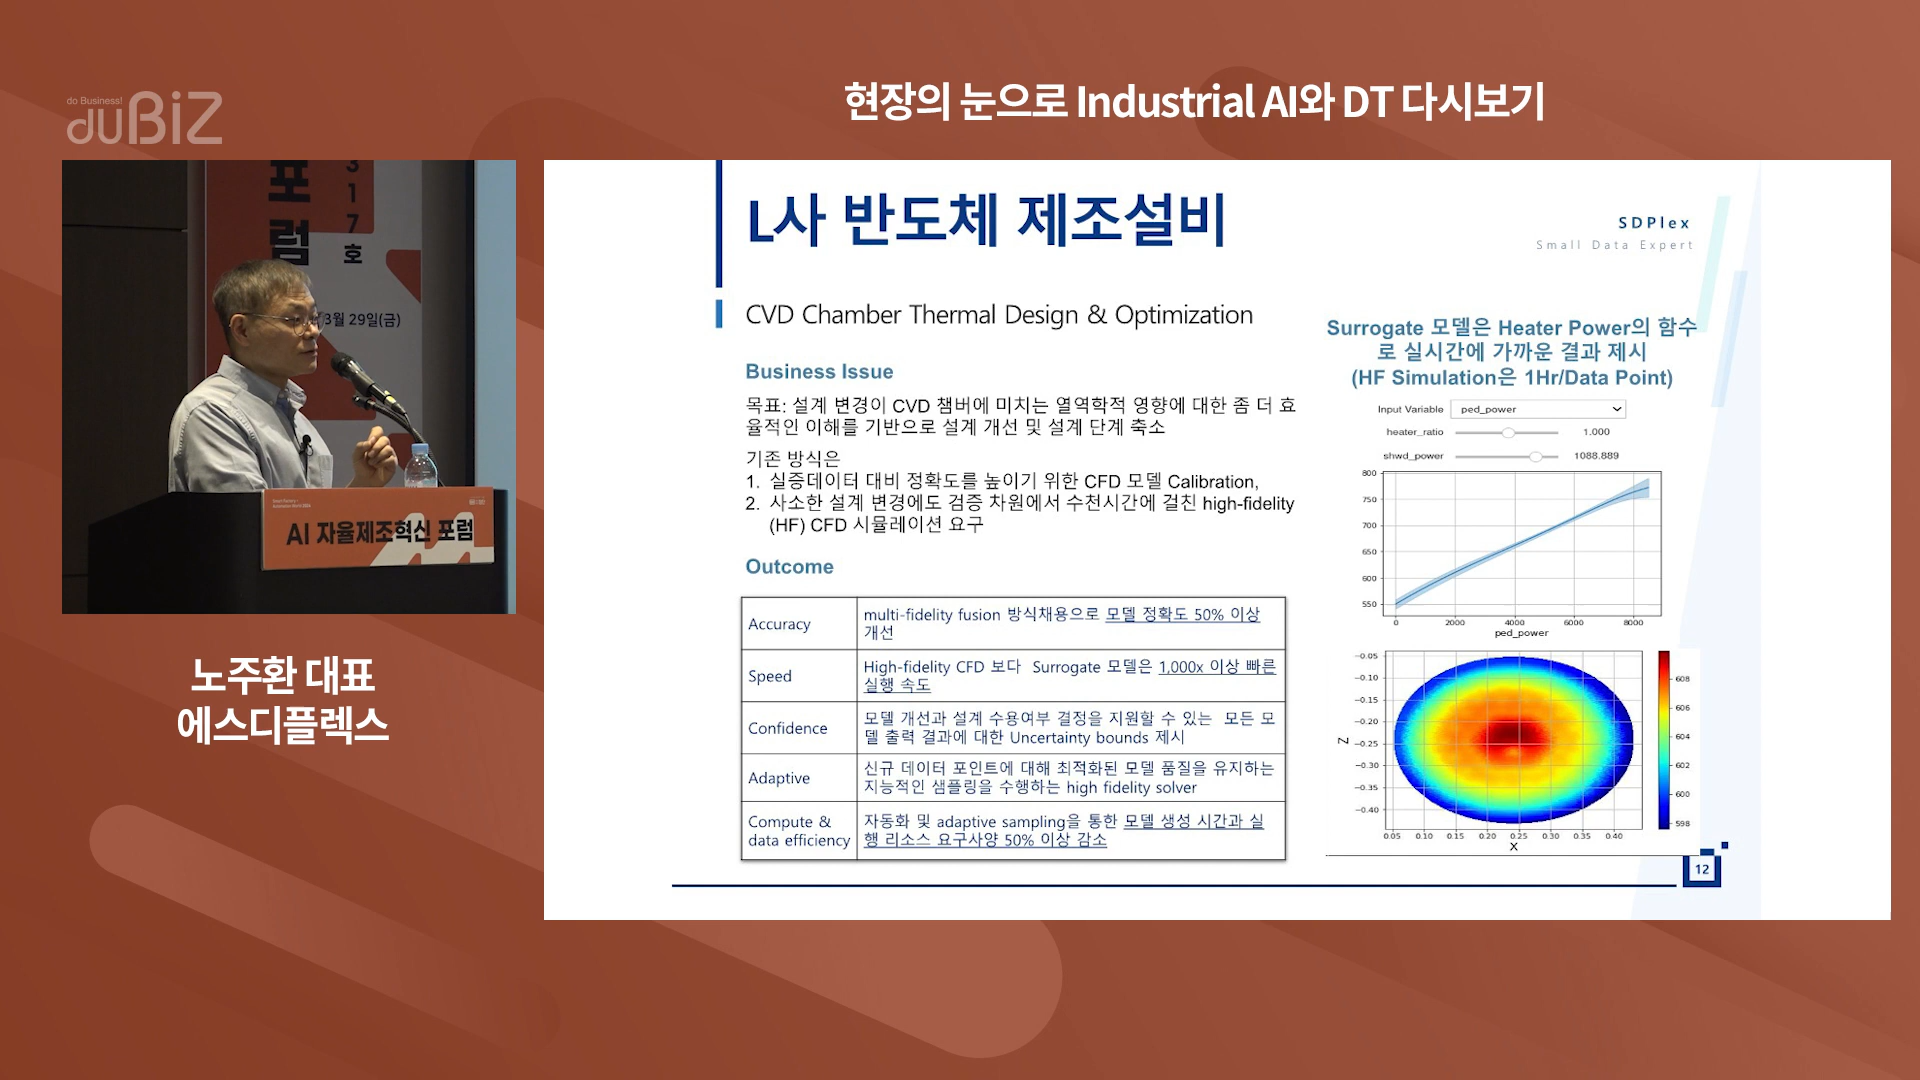 do Business!
duBiZ
현장의 눈으로 Industrial AI와 DT 다시보기
포럼
317호
3월 29일(금)
AI 자율제조혁신 포럼
노주환 대표
에스디플렉스
L사 반도체 제조설비
SDPlex
Small Data Expert
CVD Chamber Thermal Design & Optimization
Business Issue
목표: 설계 변경이 CVD 챔버에 미치는 열역학적 영향에 대한 좀 더 효
율적인 이해를 기반으로 설계 개선 및 설계 단계 축소
기존 방식은
1. 실증데이터 대비 정확도를 높이기 위한 CFD 모델 Calibration,
2. 사소한 설계 변경에도 검증 차원에서 수천시간에 걸친 high-fidelity
(HF) CFD 시뮬레이션 요구
Outcome
Accuracy
multi-fidelity fusion 방식채용으로 모델 정확도 50% 이상
개선
Speed
High-fidelity CFD 보다 Surrogate 모델은 1,000x 이상 빠른
실행 속도
Confidence
모델 개선과 설계 수용여부 결정을 지원할 수 있는 모든 모
델 출력 결과에 대한 Uncertainty bounds 제시
Adaptive
신규 데이터 포인트에 대해 최적화된 모델 품질을 유지하는
지능적인 샘플링을 수행하는 high fidelity solver
Compute &
data efficiency
자동화 및 adaptive sampling을 통한 모델 생성 시간과 실
행 리소스 요구사양 50% 이상 감소
Surrogate 모델은 Heater Power의 함수
로 실시간에 가까운 결과 제시
(HF Simulation은 1Hr/Data Point)
Input Variable ped_power
heater_ratio 1.000
shwd_power 1088.889
800
750
700
650
600
550
0 2000 4000 6000 8000
ped_power
-0.05
-0.10
-0.15
-0.20
-0.25
-0.30
-0.35
-0.40
Z
0.05 0.10 0.15 0.20 0.25 0.30 0.35 0.40
X
608
606
604
602
600
598
12